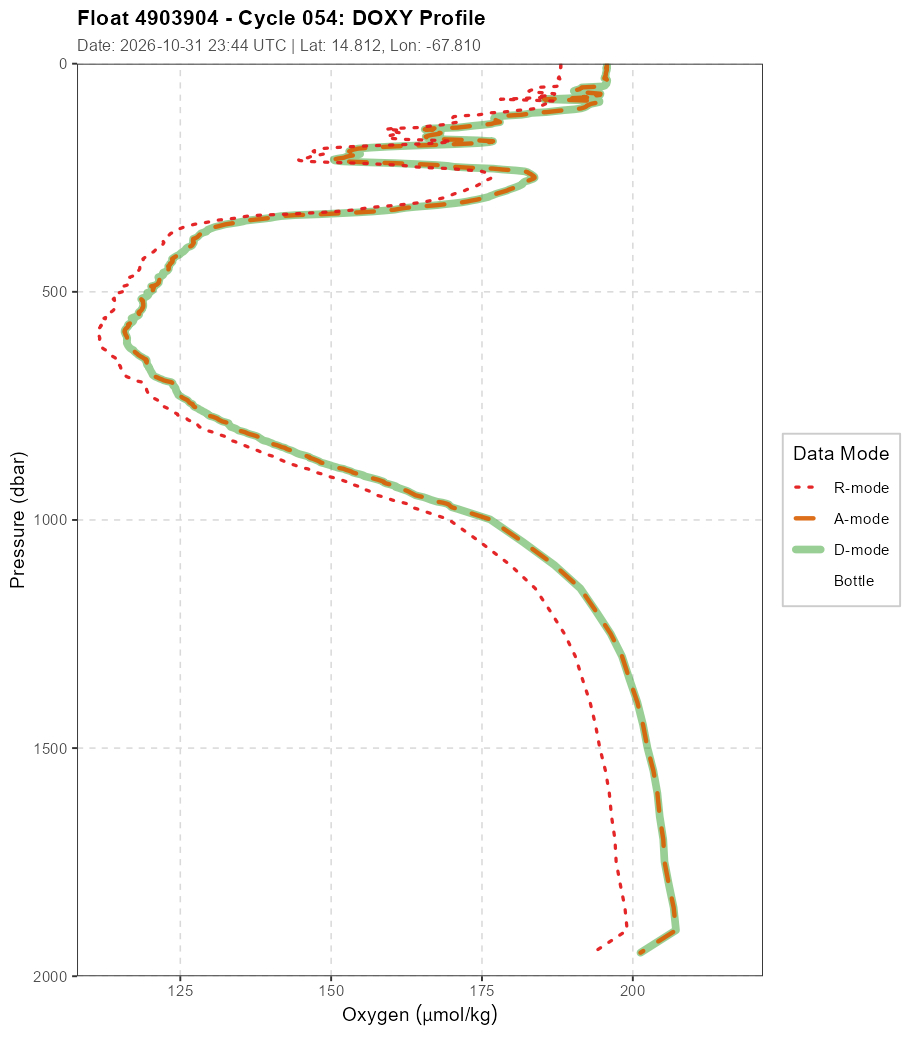 Float 4903904 - Cycle 054: DOXY Profile
Date: 2026-10-31 23:44 UTC | Lat: 14.812, Lon: -67.810
0
500
1000
1500
2000
Pressure (dbar)
125
150
175
200
Oxygen (μmol/kg)
Data Mode
R-mode
A-mode
D-mode
Bottle